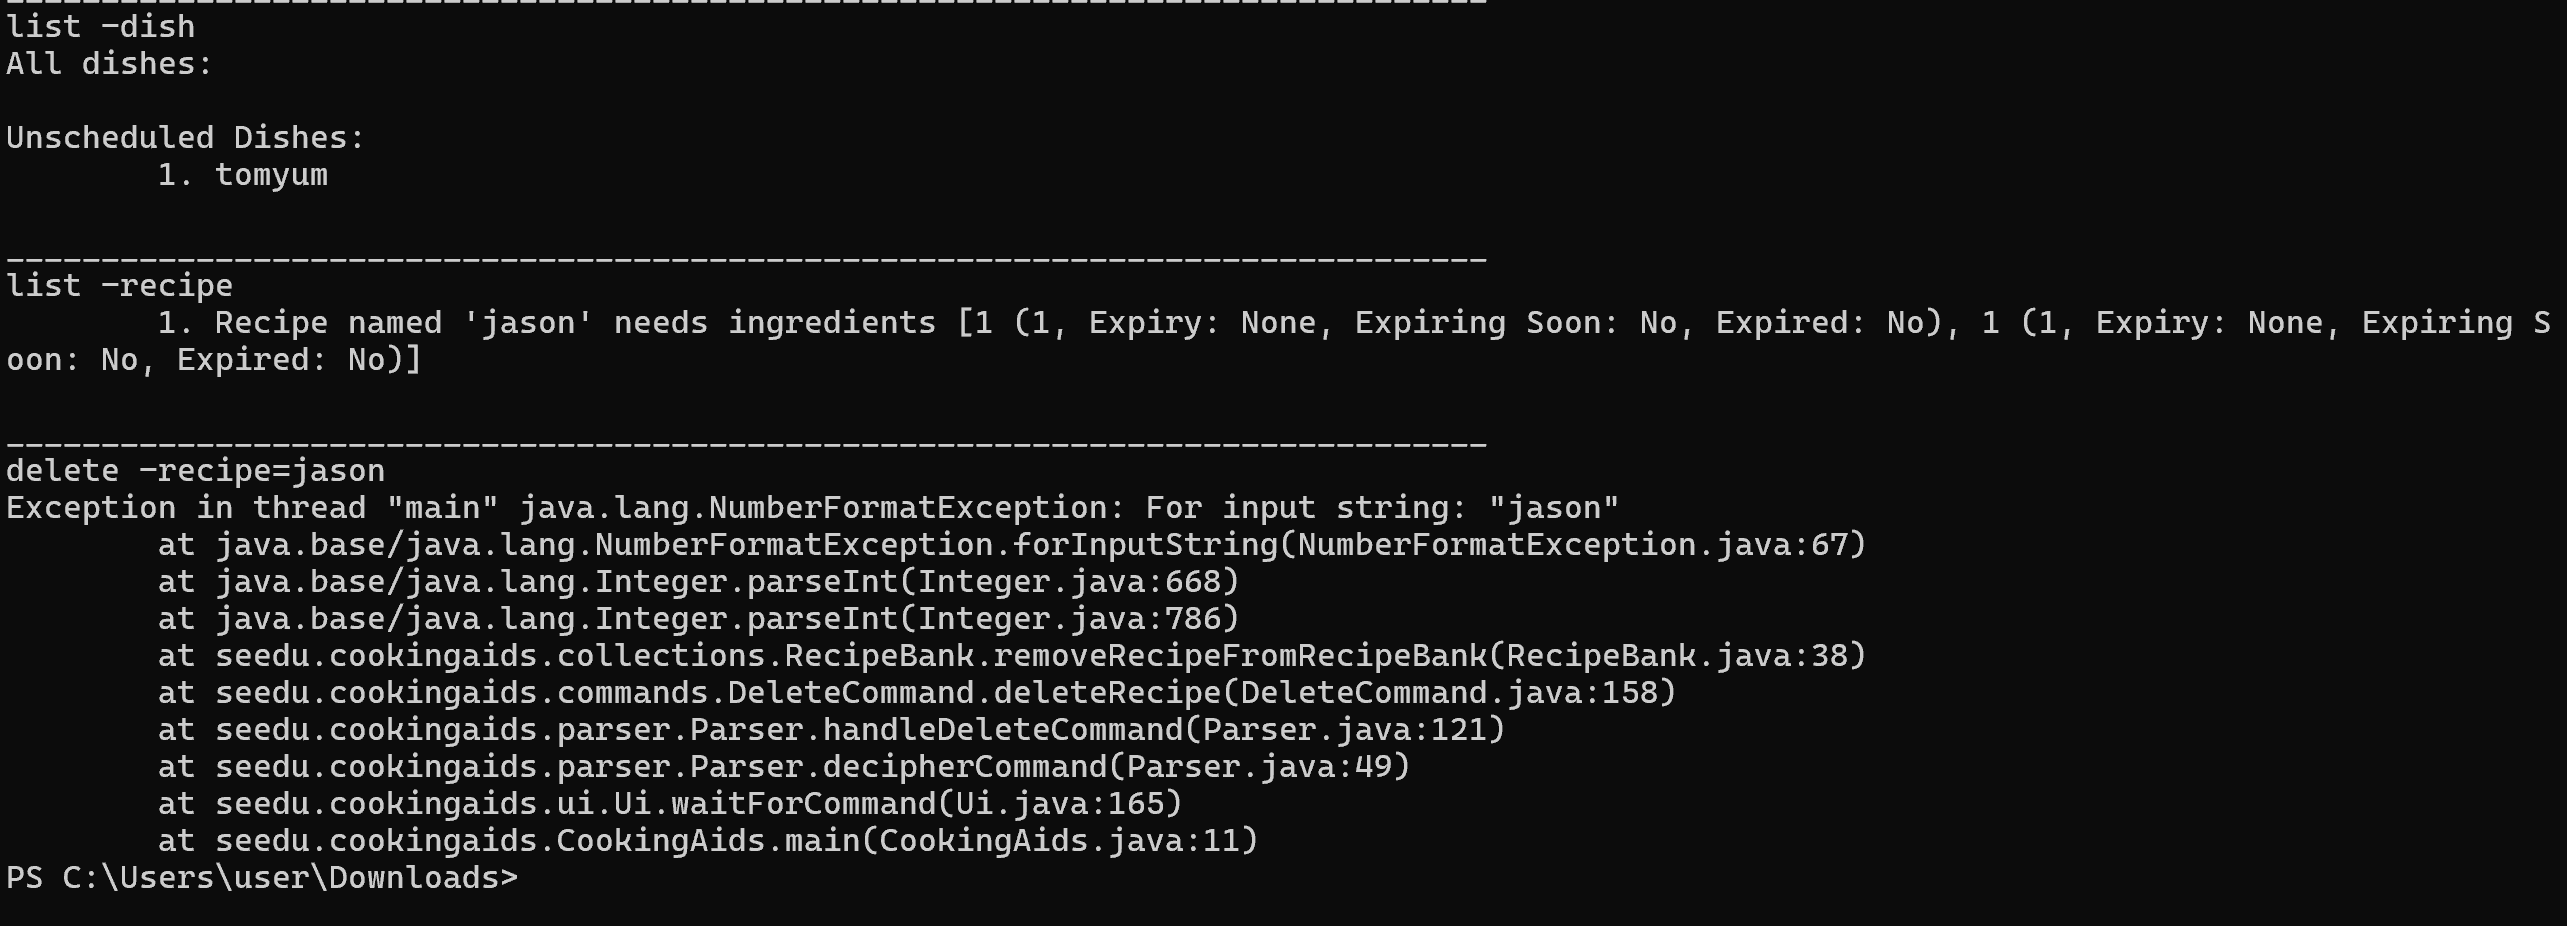 ________________________________________________________________________________
list -dish
All dishes:
Unscheduled Dishes:
1. tomyum
________________________________________________________________________________
list -recipe
1. Recipe named 'jason' needs ingredients [1 (1, Expiry: None, Expiring Soon: No, Expired: No), 1 (1, Expiry: None, Expiring S
oon: No, Expired: No)]
________________________________________________________________________________
delete -recipe=jason
Exception in thread "main" java.lang.NumberFormatException: For input string: "jason"
at java.base/java.lang.NumberFormatException.forInputString(NumberFormatException.java:67)
at java.base/java.lang.Integer.parseInt(Integer.java:668)
at java.base/java.lang.Integer.parseInt(Integer.java:786)
at seedu.cookingaids.collections.RecipeBank.removeRecipeFromRecipeBank(RecipeBank.java:38)
at seedu.cookingaids.commands.DeleteCommand.deleteRecipe(DeleteCommand.java:158)
at seedu.cookingaids.parser.Parser.handleDeleteCommand(Parser.java:121)
at seedu.cookingaids.parser.Parser.decipherCommand(Parser.java:49)
at seedu.cookingaids.ui.Ui.waitForCommand(Ui.java:165)
at seedu.cookingaids.CookingAids.main(CookingAids.java:11)
PS C:\Users\user\Downloads>